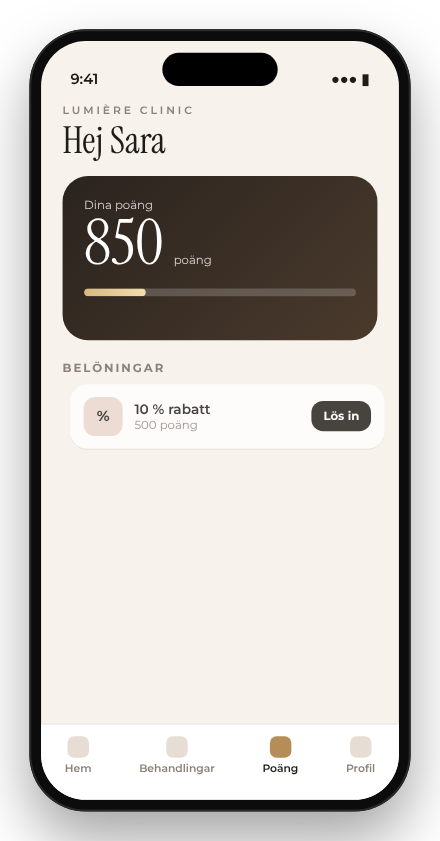 9:41
LUMIÈRE CLINIC
Hej Sara
Dina poäng
850 poäng
BELÖNINGAR
%
10 % rabatt
500 poäng
Lös in
Hem
Behandlingar
Poäng
Profil